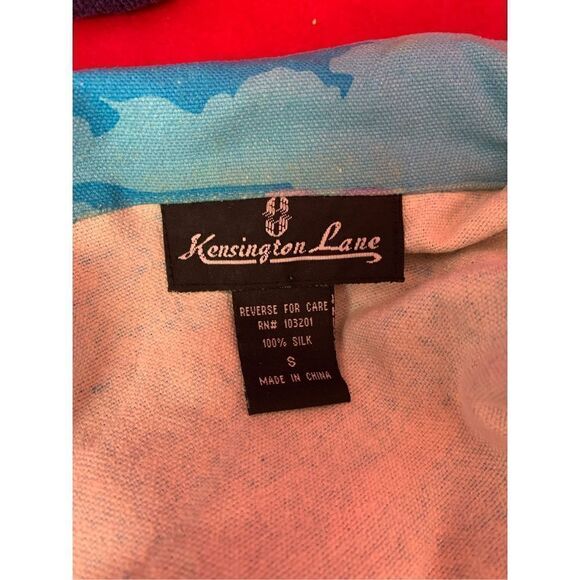 Kensington Lane
REVERSE FOR CARE
RN# 103201
100% SILK
S
MADE IN CHINA